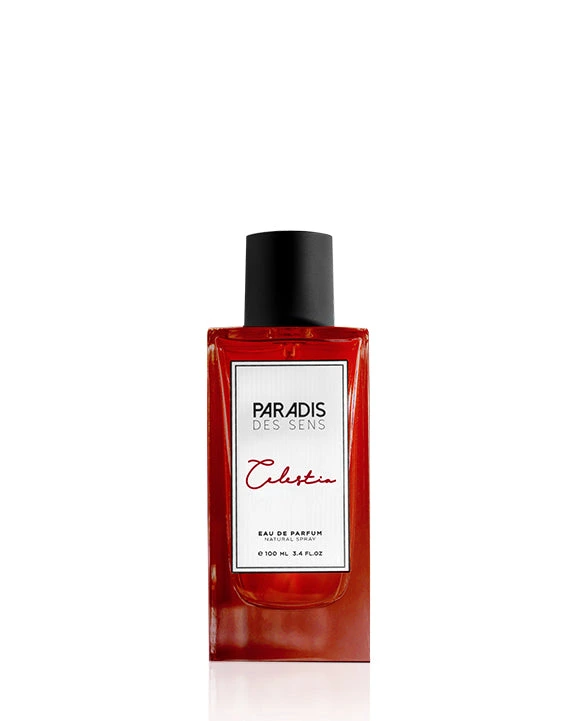 PARADIS
DES SENS
Celestia
EAU DE PARFUM
NATURAL SPRAY
e 100 ML 3.4 FL.OZ